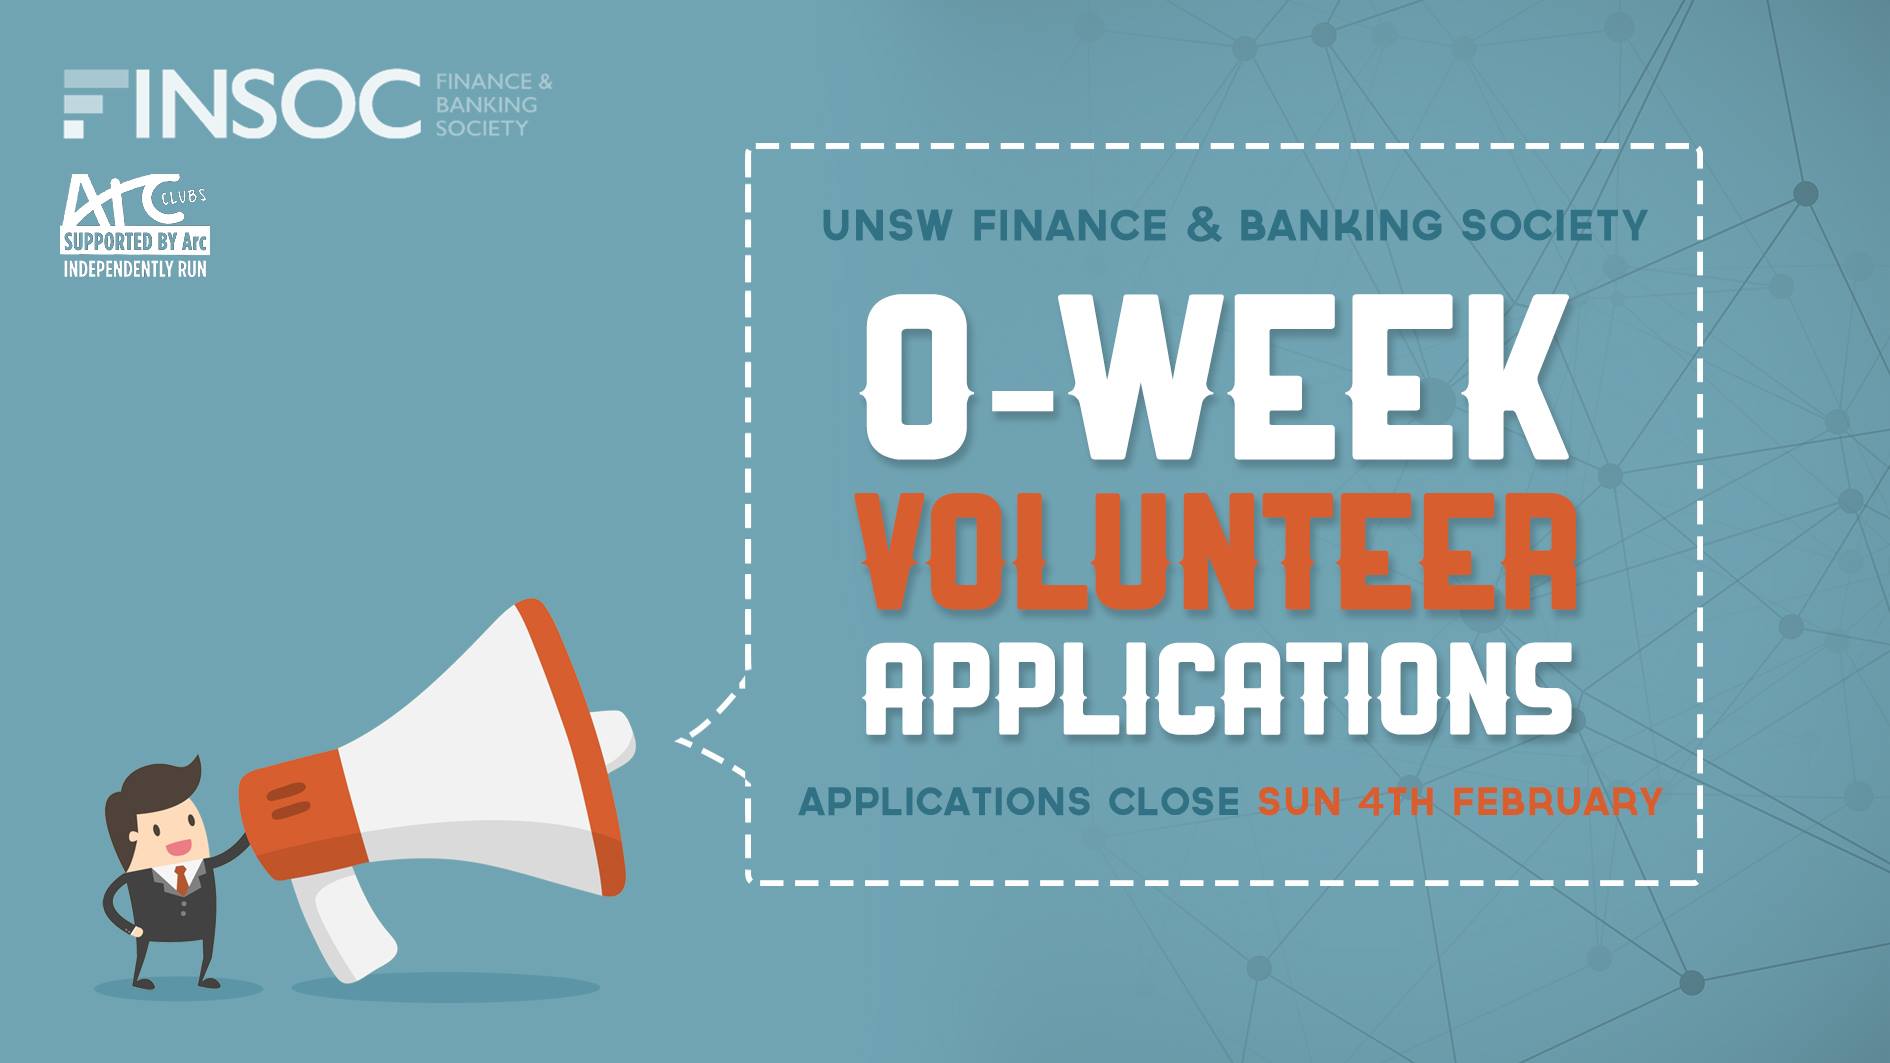 FINSOC
FINANCE &
BANKING
SOCIETY
Arc CLUBS
SUPPORTED BY Arc
INDEPENDENTLY RUN
UNSW FINANCE & BANKING SOCIETY
O-WEEK
VOLUNTEER
APPLICATIONS
APPLICATIONS CLOSE SUN 4TH FEBRUARY